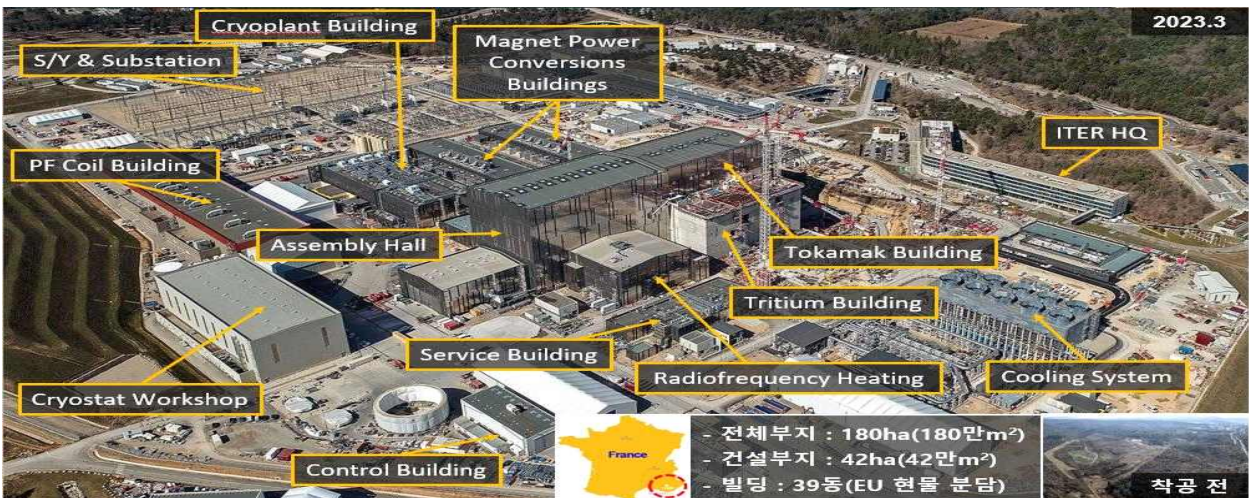 2023.3
Cryoplant Building
Magnet Power
Conversions
Buildings
S/Y & Substation
ITER HQ
PF Coil Building
Assembly Hall
Tokamak Building
Tritium Building
Service Building
Radiofrequency Heating
Cooling System
Cryostat Workshop
Control Building
France
- 전체부지 : 180ha(180만m²)
- 건설부지 : 42ha(42만m²)
- 빌딩 : 39동(EU 현물 분담)
착공 전